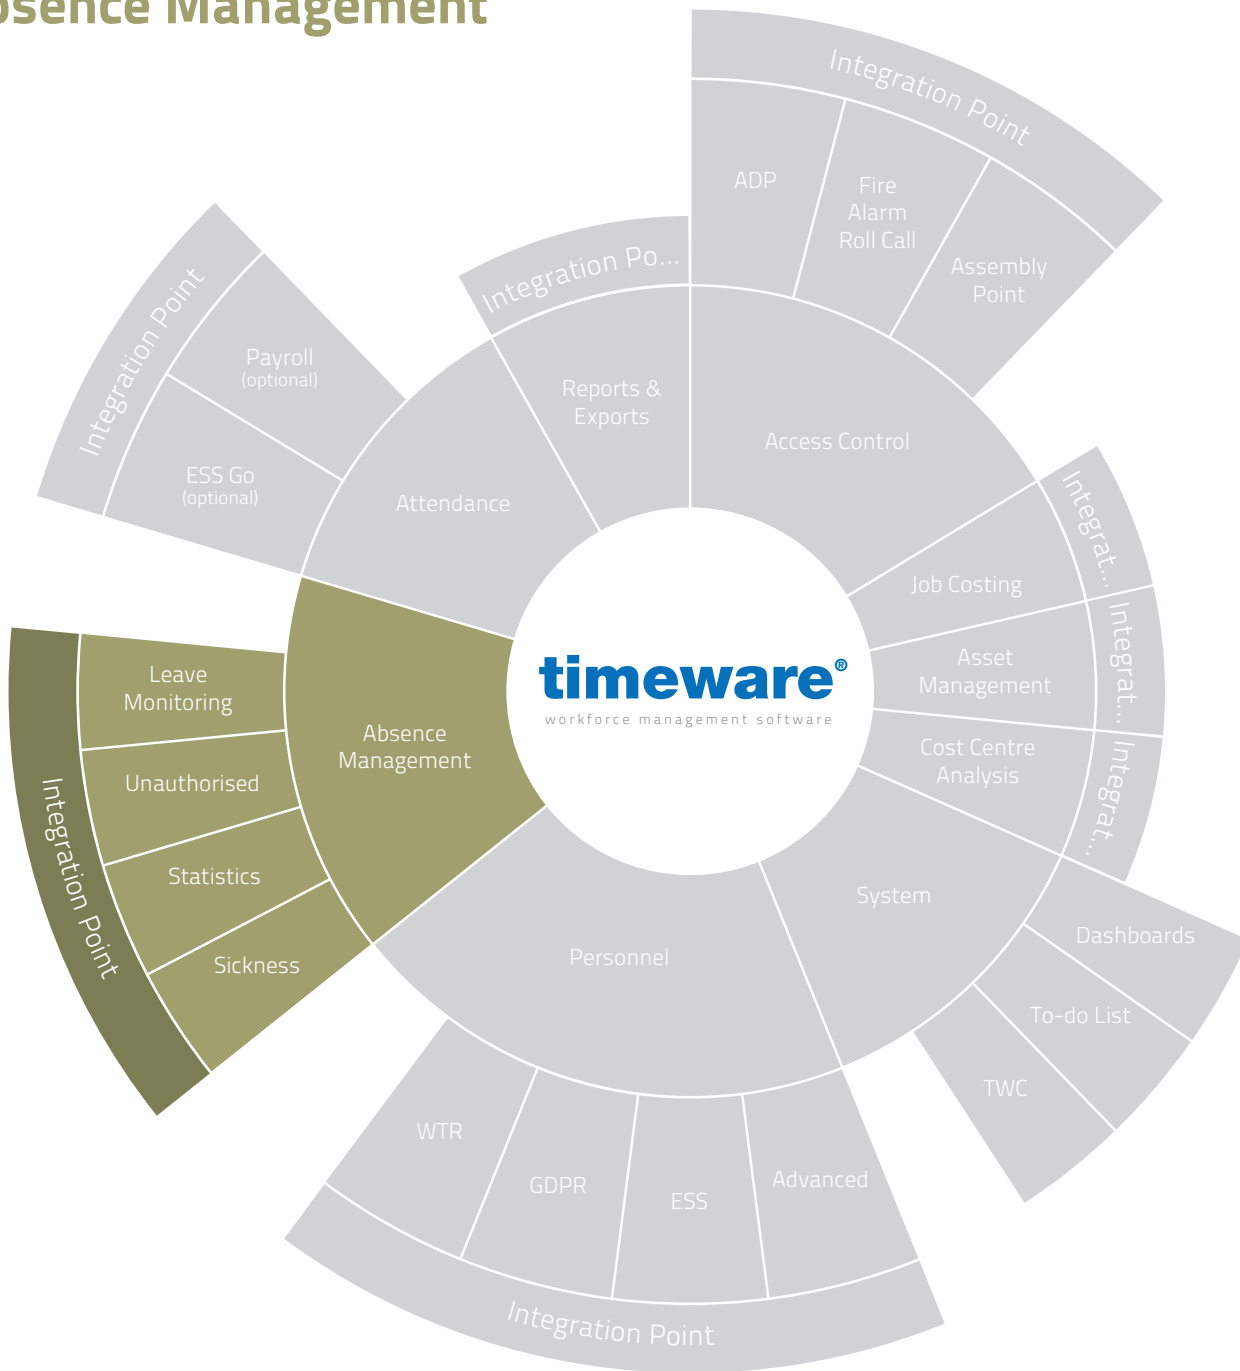 bsence Management
Integration Point
ADP
Fire
Alarm
Roll Call
Assembly
Point
Integration Po...
Reports &
Exports
Access Control
Integration Point
Payroll
(optional)
ESS Go
(optional)
Attendance
Integrat...
Job Costing
Integrat...
Asset
Management
Integrat...
Cost Centre
Analysis
timeware®
workforce management software
Leave
Monitoring
Unauthorised
Statistics
Sickness
Integration Point
Absence
Management
System
Dashboards
To-do List
TWC
Personnel
WTR
GDPR
ESS
Advanced
Integration Point